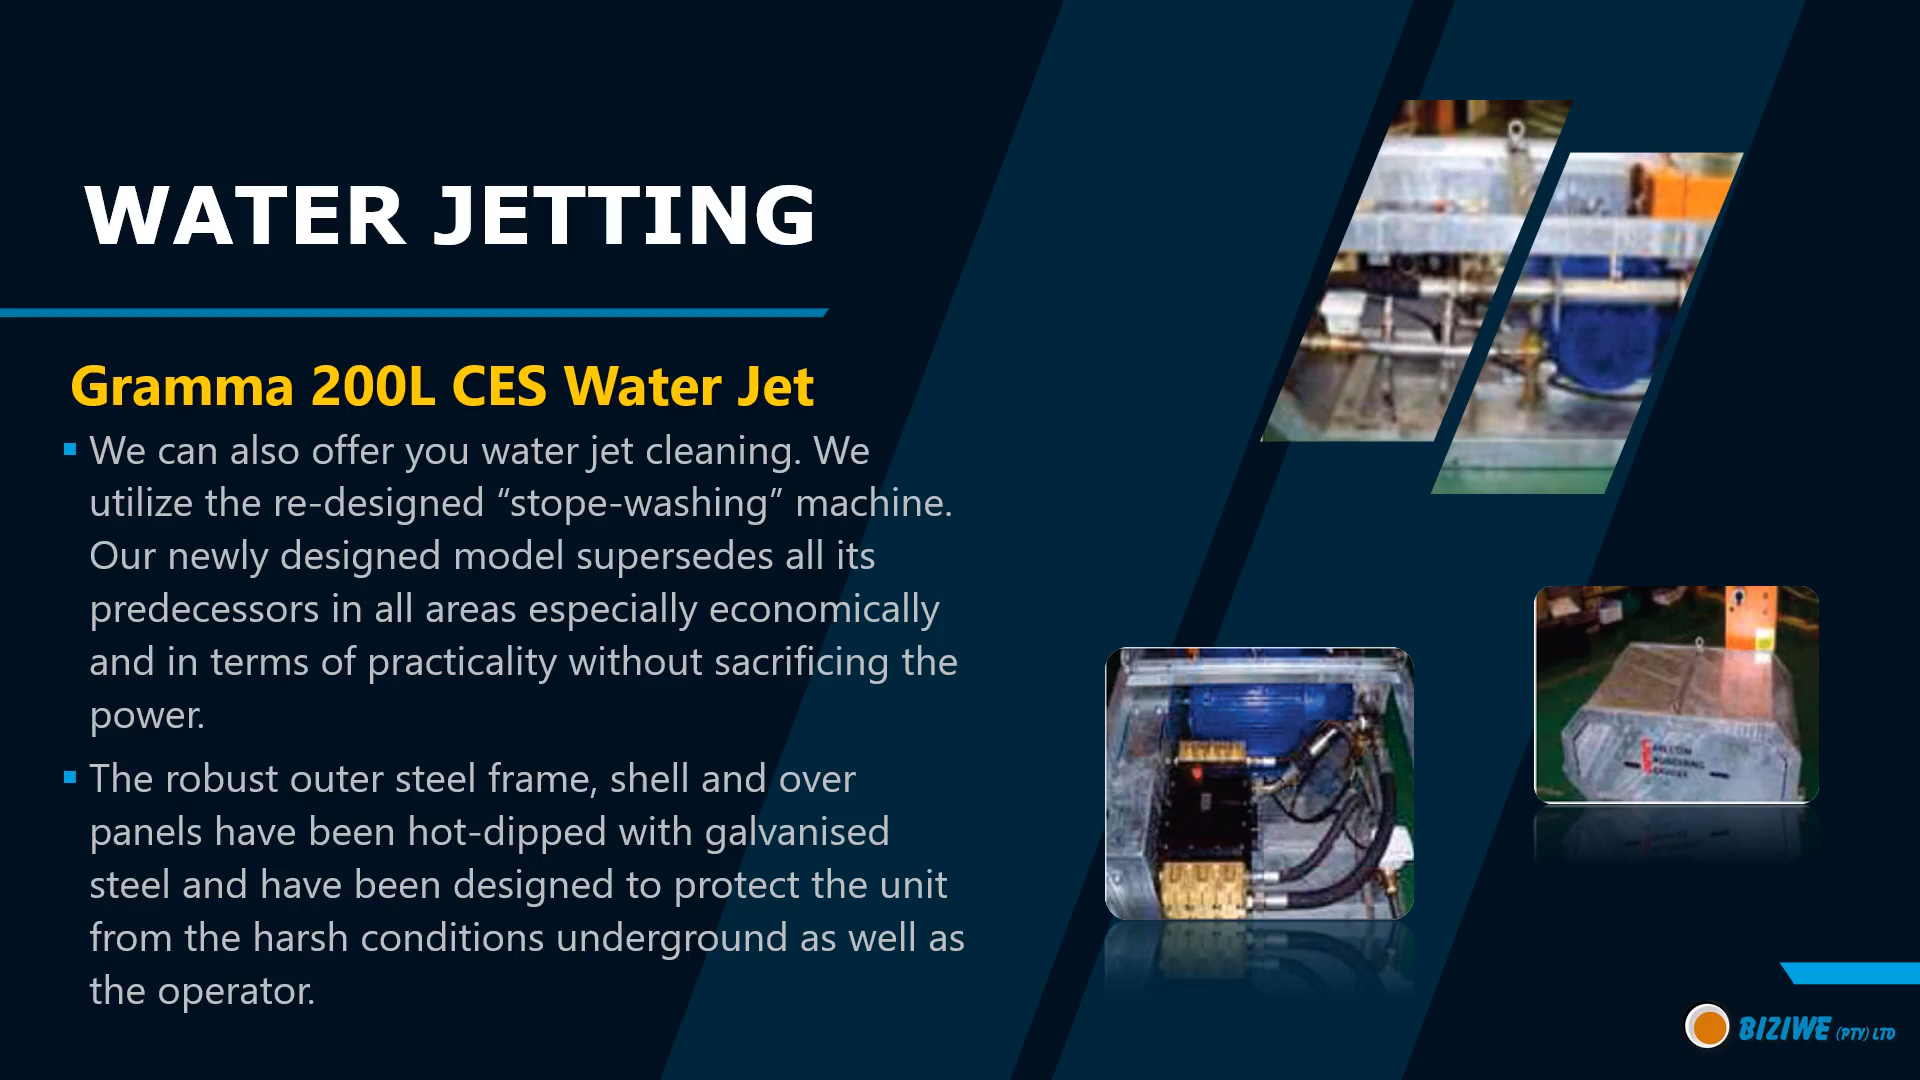 WATER JETTING
Gramma 200L CES Water Jet
We can also offer you water jet cleaning. We
utilize the re-designed “stope-washing” machine.
Our newly designed model supersedes all its
predecessors in all areas especially economically
and in terms of practicality without sacrificing the
power.
The robust outer steel frame, shell and over
panels have been hot-dipped with galvanised
steel and have been designed to protect the unit
from the harsh conditions underground as well as
the operator.
BIZIWE (PTY) LTD